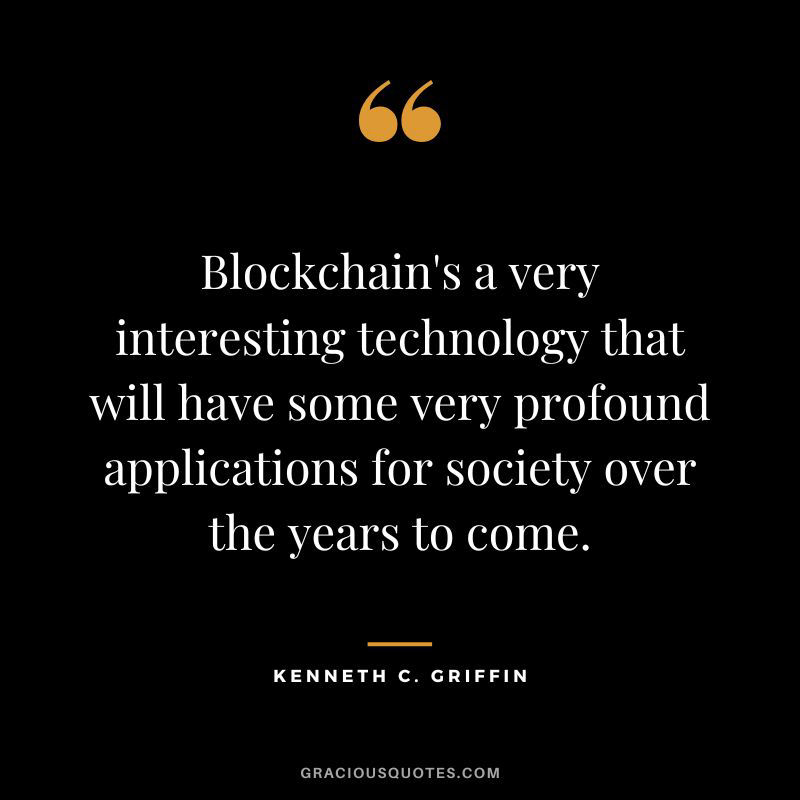 “
Blockchain's a very
interesting technology that
will have some very profound
applications for society over
the years to come.
KENNETH C. GRIFFIN
GRACIOUSQUOTES.COM